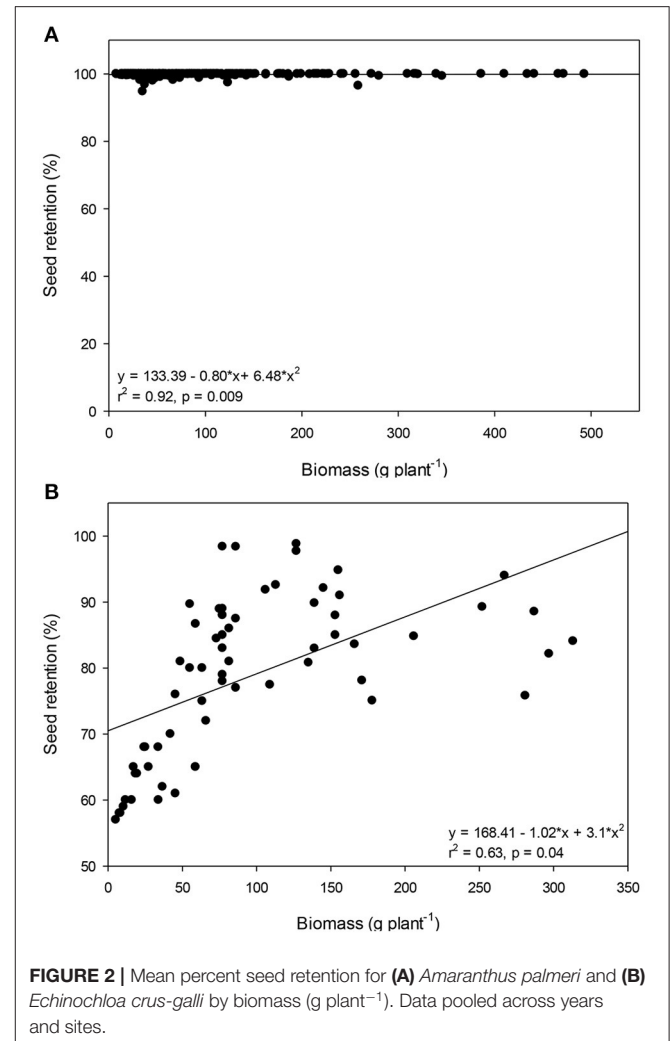 A
100
80
60
40
20
0
Seed retention (%)
y = 133.39 - 0.80*x+ 6.48*x²
r² = 0.92, p = 0.009
0 100 200 300 400 500
Biomass (g plant⁻¹)
B
100
90
80
70
60
50
Seed retention (%)
y = 168.41 - 1.02*x + 3.1*x²
r² = 0.63, p = 0.04
0 50 100 150 200 250 300 350
Biomass (g plant⁻¹)
FIGURE 2 | Mean percent seed retention for (A) Amaranthus palmeri and (B)
Echinochloa crus-galli by biomass (g plant⁻¹). Data pooled across years
and sites.